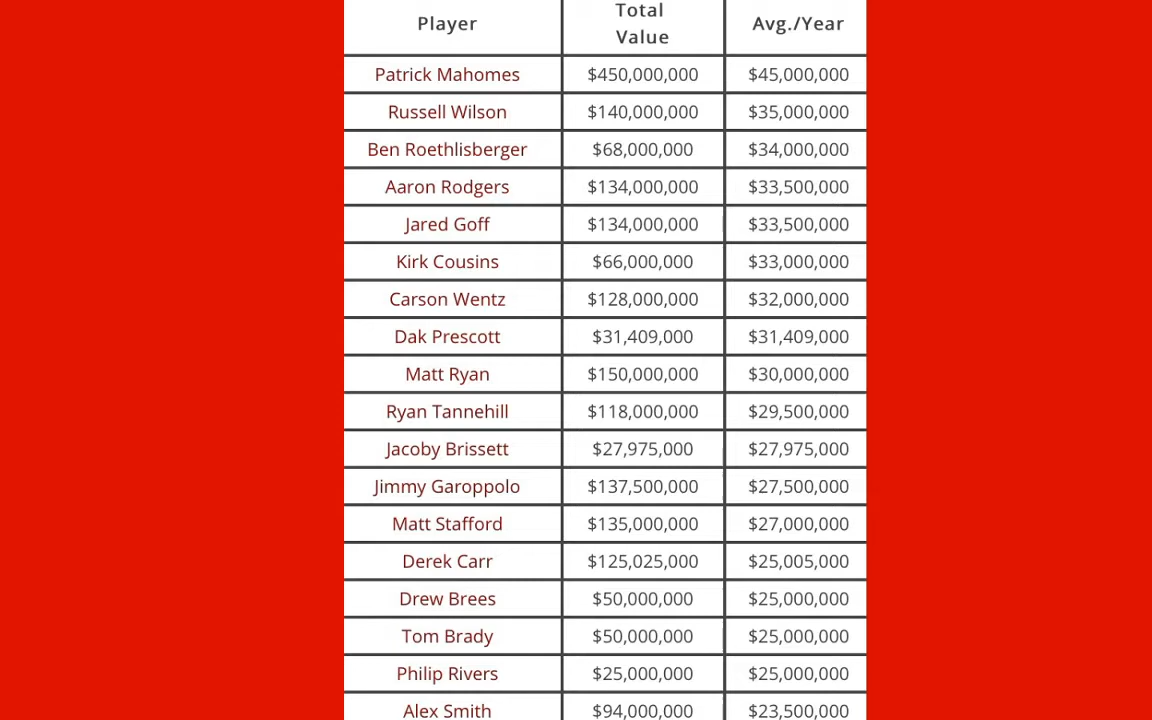 Player Total Value Avg./Year
Patrick Mahomes $450,000,000 $45,000,000
Russell Wilson $140,000,000 $35,000,000
Ben Roethlisberger $68,000,000 $34,000,000
Aaron Rodgers $134,000,000 $33,500,000
Jared Goff $134,000,000 $33,500,000
Kirk Cousins $66,000,000 $33,000,000
Carson Wentz $128,000,000 $32,000,000
Dak Prescott $31,409,000 $31,409,000
Matt Ryan $150,000,000 $30,000,000
Ryan Tannehill $118,000,000 $29,500,000
Jacoby Brissett $27,975,000 $27,975,000
Jimmy Garoppolo $137,500,000 $27,500,000
Matt Stafford $135,000,000 $27,000,000
Derek Carr $125,025,000 $25,005,000
Drew Brees $50,000,000 $25,000,000
Tom Brady $50,000,000 $25,000,000
Philip Rivers $25,000,000 $25,000,000
Alex Smith $94,000,000 $23,500,000